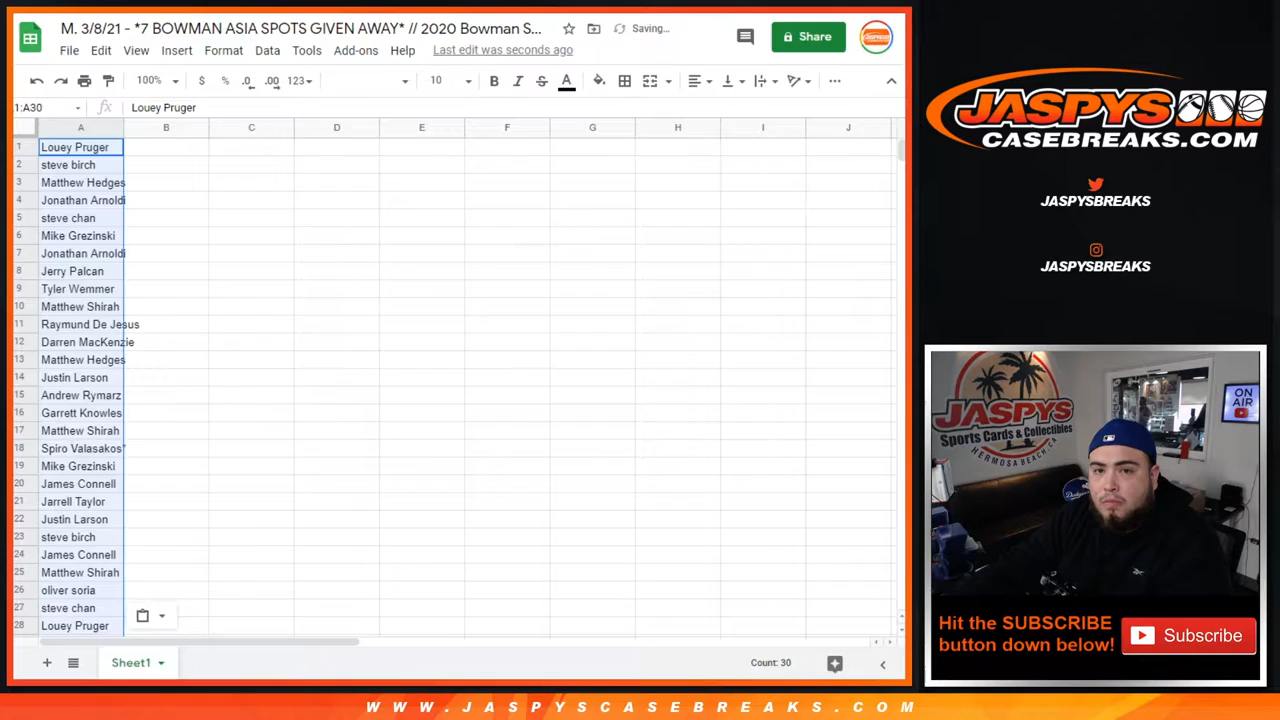 M. 3/8/21 - *7 BOWMAN ASIA SPOTS GIVEN AWAY* // 2020 Bowman S...
Saving...
Share
File Edit View Insert Format Data Tools Add-ons Help Last edit was seconds ago
100% $ % .0 .00 123 10 B I S A
1:A30 fx Louey Pruger
A B C D E F G H I J
1 Louey Pruger
2 steve birch
3 Matthew Hedges
4 Jonathan Arnoldi
5 steve chan
6 Mike Grezinski
7 Jonathan Arnoldi
8 Jerry Palcan
9 Tyler Wemmer
10 Matthew Shirah
11 Raymund De Jesus
12 Darren MacKenzie
13 Matthew Hedges
14 Justin Larson
15 Andrew Rymarz
16 Garrett Knowles
17 Matthew Shirah
18 Spiro Valasakos*
19 Mike Grezinski
20 James Connell
21 Jarrell Taylor
22 Justin Larson
23 steve birch
24 James Connell
25 Matthew Shirah
26 oliver soria
27 steve chan
28 Louey Pruger
Sheet1
Count: 30
JASPYS
CASEBREAKS.COM
JASPYSBREAKS
JASPYSBREAKS
JASPYS
Sports Cards & Collectibles
HERMOSA BEACH, CA
ON
AIR
Hit the SUBSCRIBE
button down below!
Subscribe
WWW.JASPYSCASEBREAKS.COM